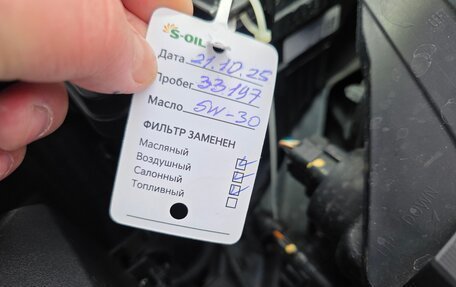 S-OIL
Дата 21.10.25
Пробег 33197
Масло 5W-30
ФИЛЬТР ЗАМЕНЕН
Масляный
Воздушный
Салонный
Топливный